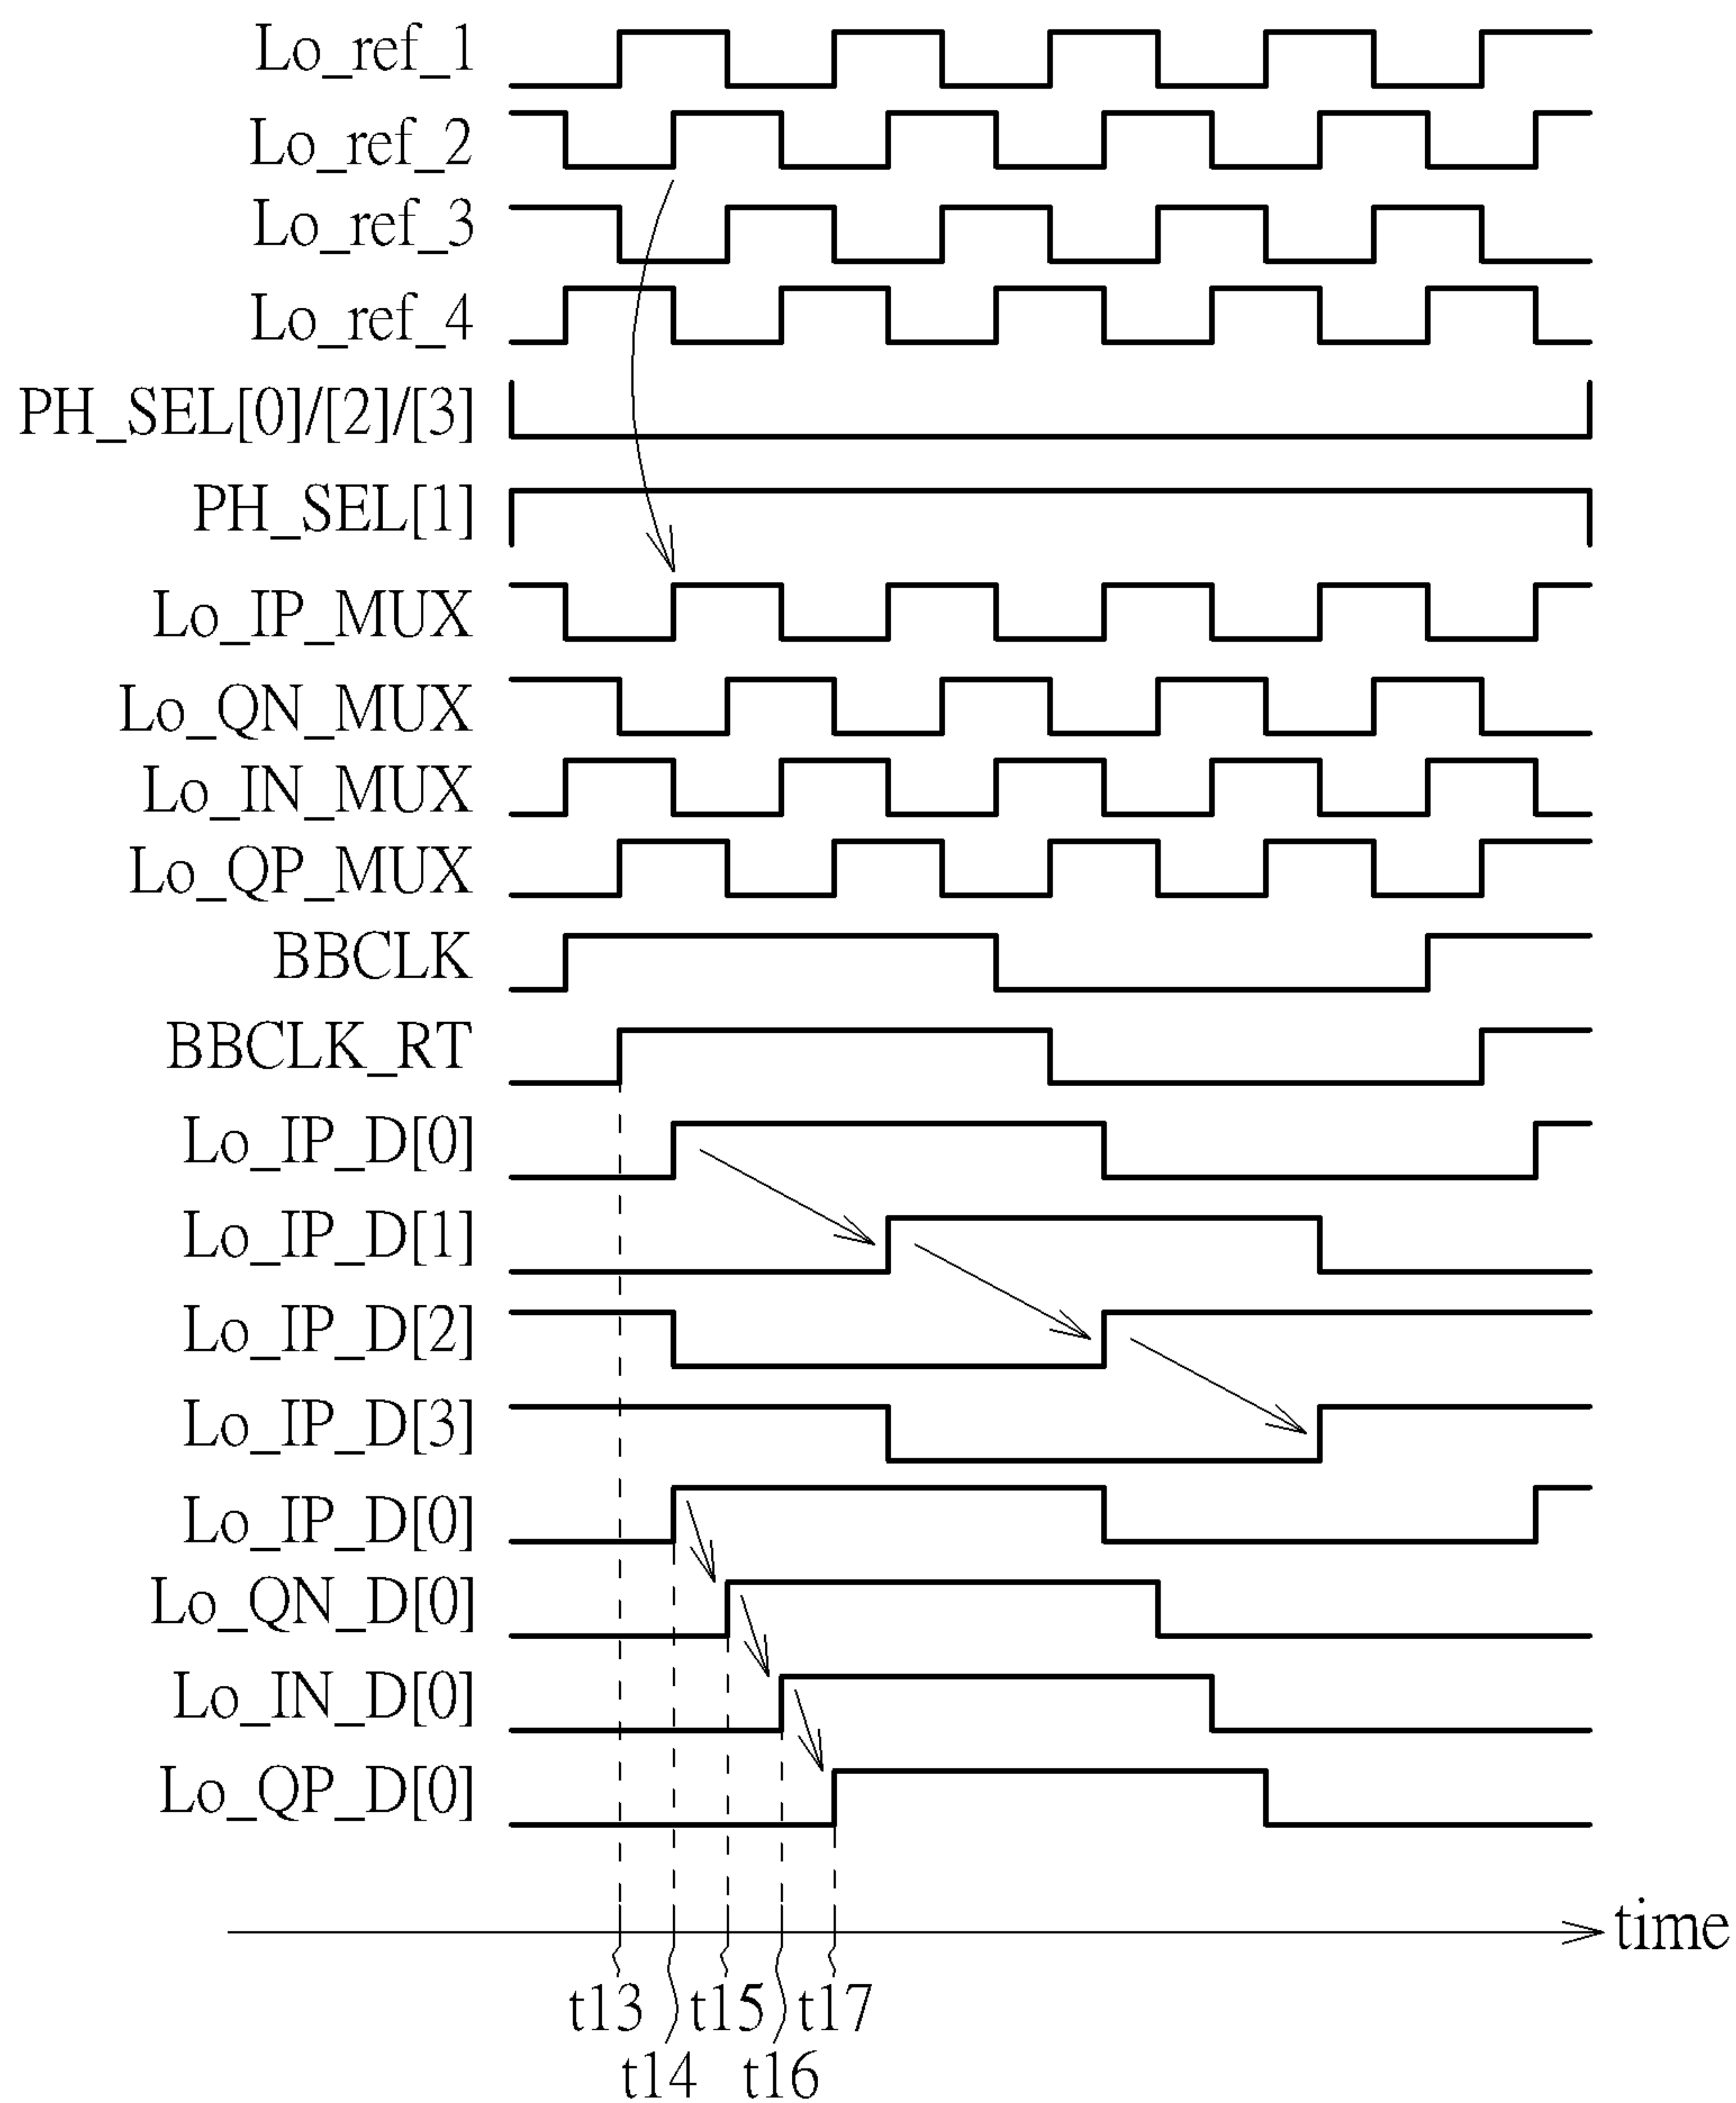 Lo_ref_1
Lo_ref_2
Lo_ref_3
Lo_ref_4
PH_SEL[0]/[2]/[3]
PH_SEL[1]
Lo_IP_MUX
Lo_QN_MUX
Lo_IN_MUX
Lo_QP_MUX
BBCLK
BBCLK_RT
Lo_IP_D[0]
Lo_IP_D[1]
Lo_IP_D[2]
Lo_IP_D[3]
Lo_IP_D[0]
Lo_QN_D[0]
Lo_IN_D[0]
Lo_QP_D[0]
time
t13 t15 t17
t14 t16